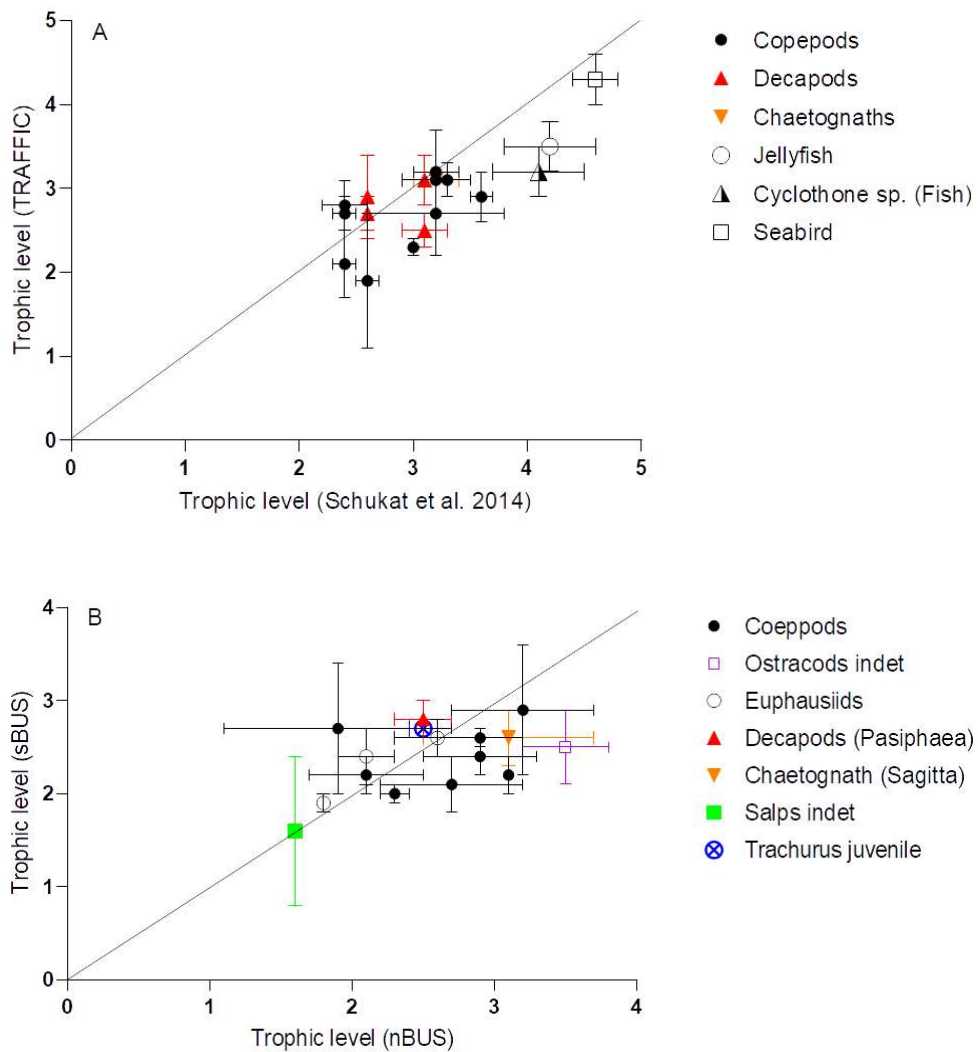 A
Trophic level (TRAFFIC)
5
4
3
2
1
0
0 1 2 3 4 5
Trophic level (Schukat et al. 2014)
Copepods
Decapods
Chaetognaths
Jellyfish
Cyclothone sp. (Fish)
Seabird
B
Trophic level (sBUS)
4
3
2
1
0
0 1 2 3 4
Trophic level (nBUS)
Coeppods
Ostracods indet
Euphausiids
Decapods (Pasiphaea)
Chaetognath (Sagitta)
Salps indet
Trachurus juvenile